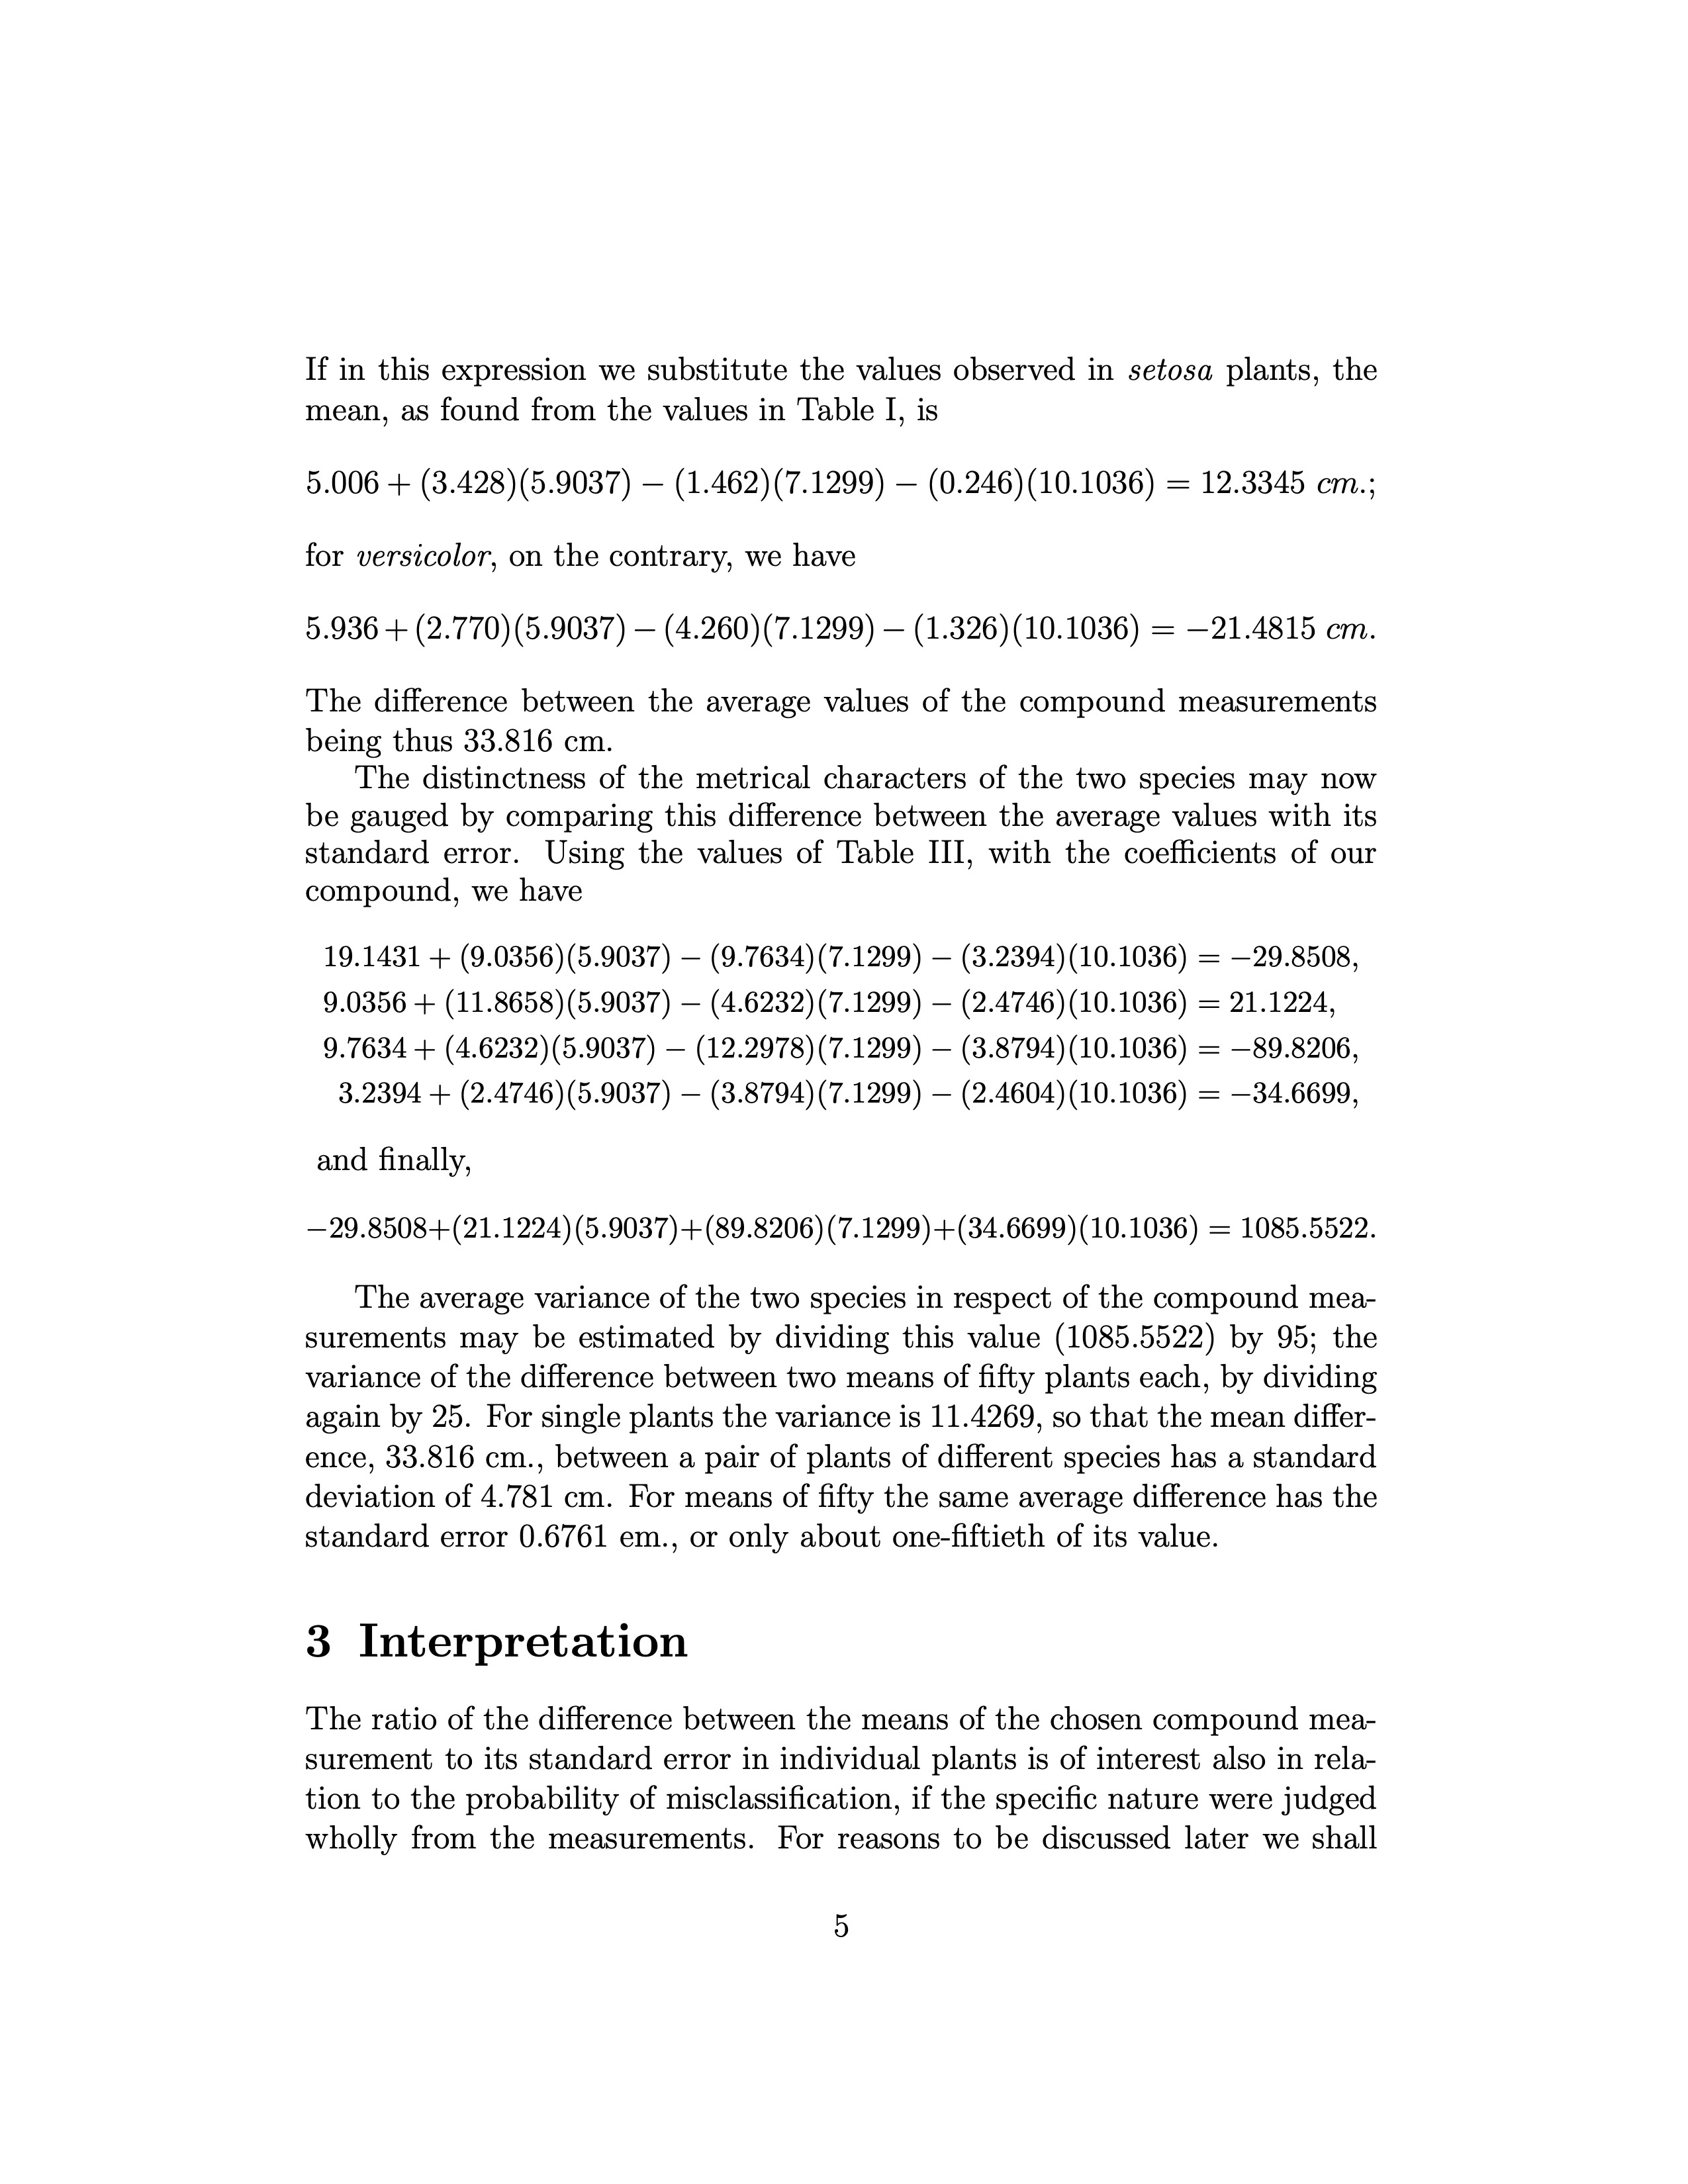 If in this expression we substitute the values observed in setosa plants, the
mean, as found from the values in Table I, is
5.006 + (3.428)(5.9037) − (1.462)(7.1299) − (0.246)(10.1036) = 12.3345 cm.;
for versicolor, on the contrary, we have
5.936 + (2.770)(5.9037) − (4.260)(7.1299) − (1.326)(10.1036) = −21.4815 cm.
The difference between the average values of the compound measurements
being thus 33.816 cm.
The distinctness of the metrical characters of the two species may now
be gauged by comparing this difference between the average values with its
standard error. Using the values of Table III, with the coefficients of our
compound, we have
19.1431 + (9.0356)(5.9037) − (9.7634)(7.1299) − (3.2394)(10.1036) = −29.8508,
9.0356 + (11.8658)(5.9037) − (4.6232)(7.1299) − (2.4746)(10.1036) = 21.1224,
9.7634 + (4.6232)(5.9037) − (12.2978)(7.1299) − (3.8794)(10.1036) = −89.8206,
3.2394 + (2.4746)(5.9037) − (3.8794)(7.1299) − (2.4604)(10.1036) = −34.6699,
and finally,
−29.8508+(21.1224)(5.9037)+(89.8206)(7.1299)+(34.6699)(10.1036) = 1085.5522.
The average variance of the two species in respect of the compound mea-
surements may be estimated by dividing this value (1085.5522) by 95; the
variance of the difference between two means of fifty plants each, by dividing
again by 25. For single plants the variance is 11.4269, so that the mean differ-
ence, 33.816 cm., between a pair of plants of different species has a standard
deviation of 4.781 cm. For means of fifty the same average difference has the
standard error 0.6761 em., or only about one-fiftieth of its value.
3 Interpretation
The ratio of the difference between the means of the chosen compound mea-
surement to its standard error in individual plants is of interest also in rela-
tion to the probability of misclassification, if the specific nature were judged
wholly from the measurements. For reasons to be discussed later we shall
5